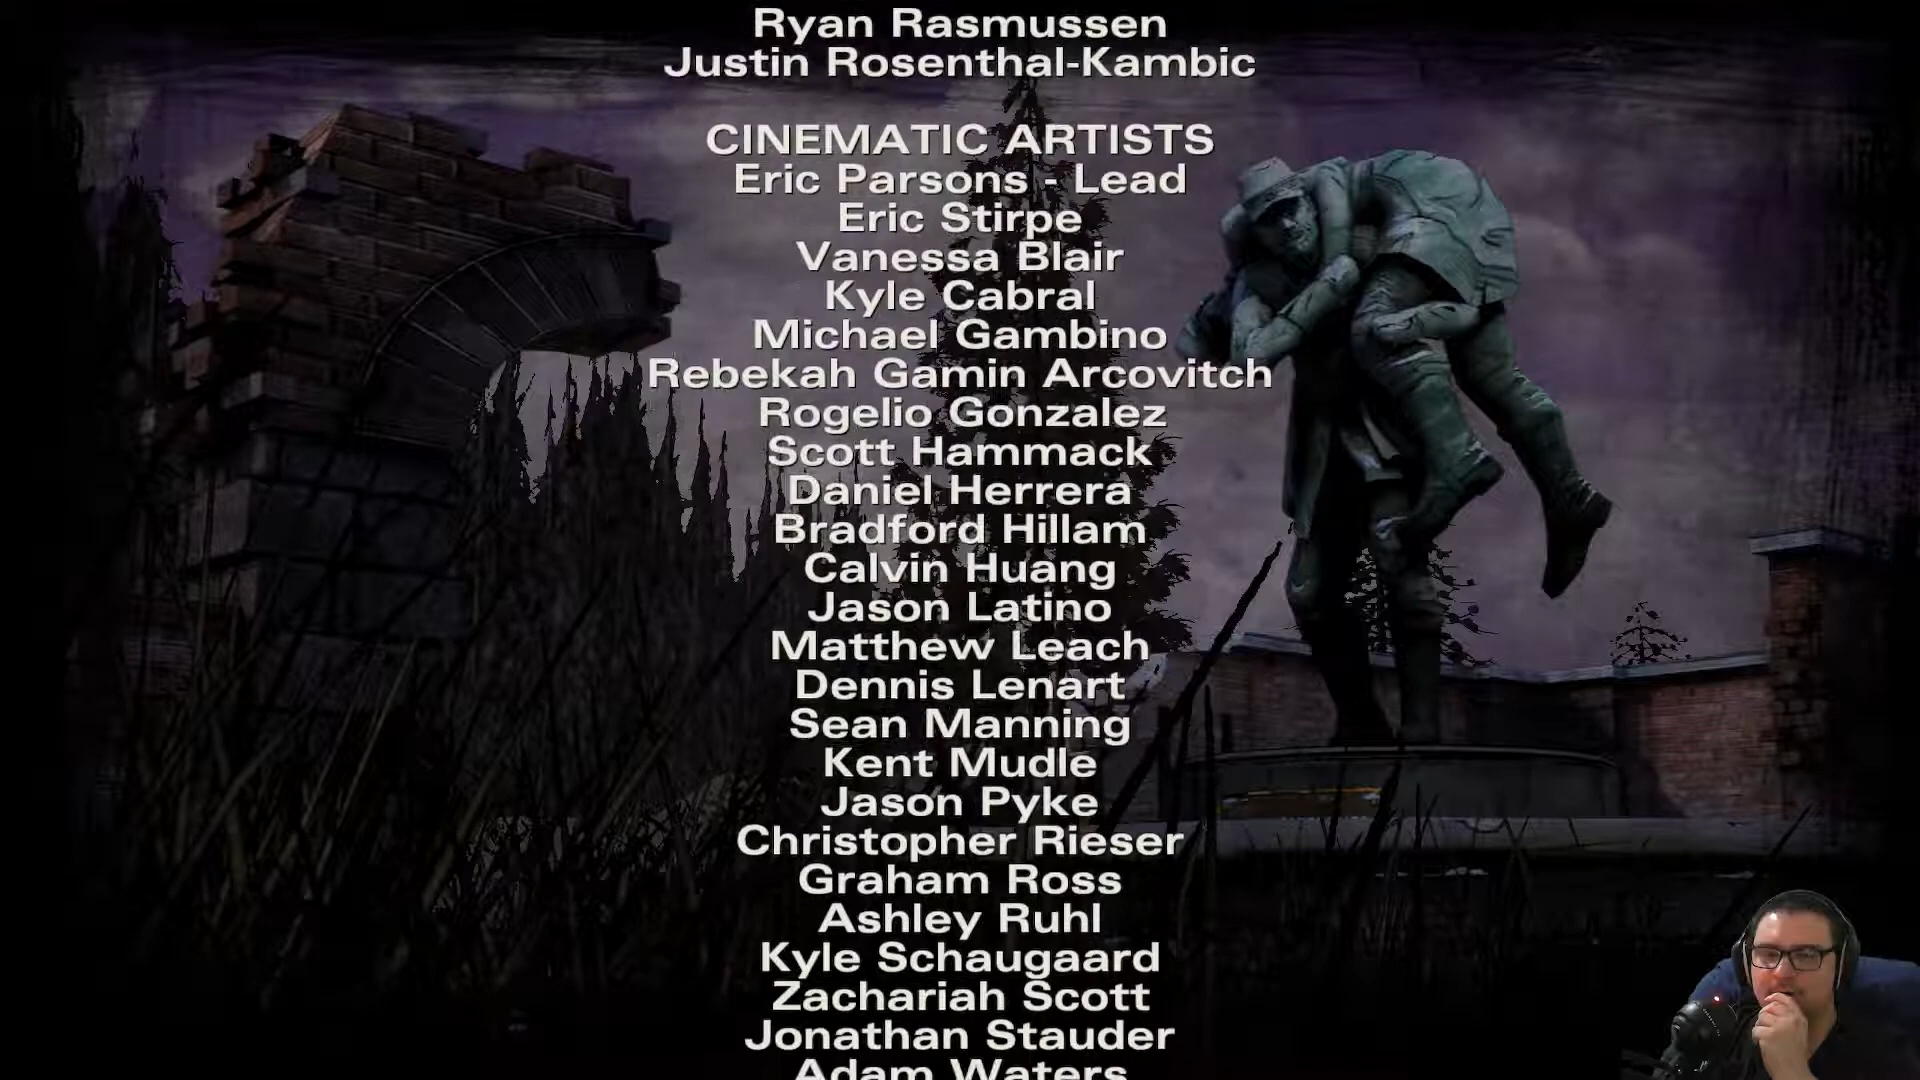 Ryan Rasmussen
Justin Rosenthal-Kambic
CINEMATIC ARTISTS
Eric Parsons - Lead
Eric Stirpe
Vanessa Blair
Kyle Cabral
Michael Gambino
Rebekah Gamin Arcovitch
Rogelio Gonzalez
Scott Hammack
Daniel Herrera
Bradford Hillam
Calvin Huang
Jason Latino
Matthew Leach
Dennis Lenart
Sean Manning
Kent Mudle
Jason Pyke
Christopher Rieser
Graham Ross
Ashley Ruhl
Kyle Schaugaard
Zachariah Scott
Jonathan Stauder
Adam Waters